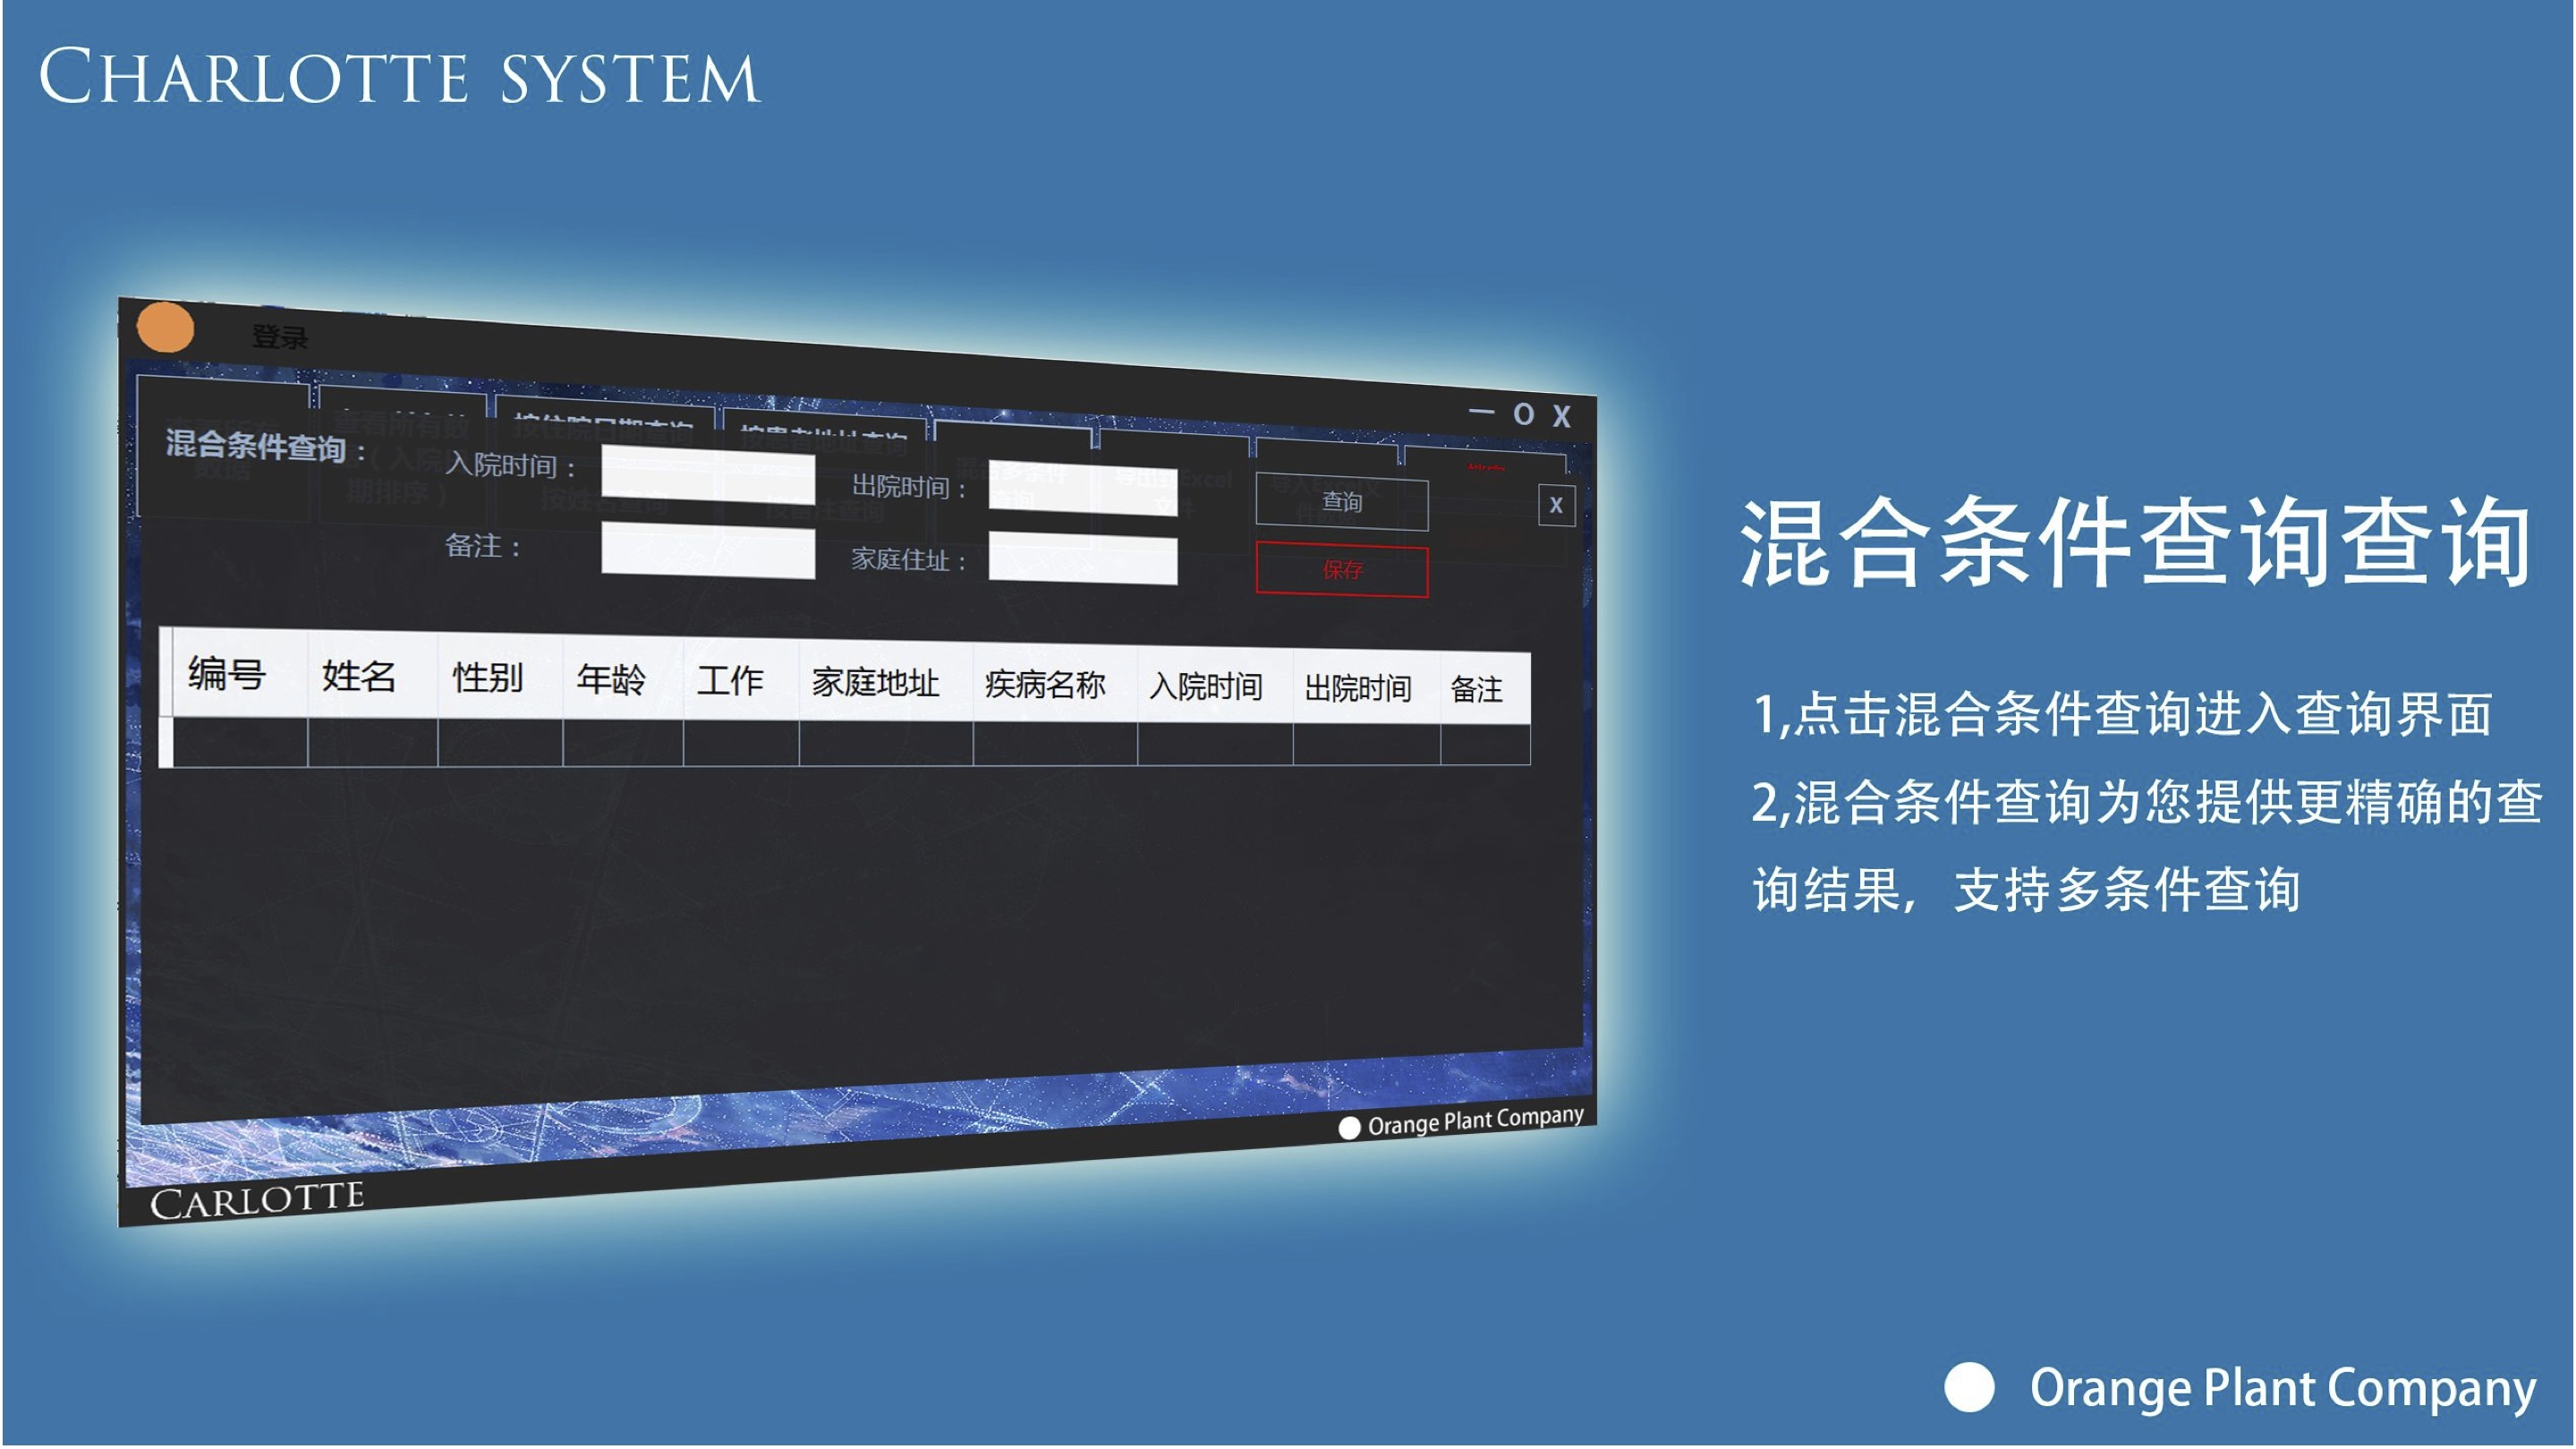 CHARLOTTE SYSTEM
登录
— O X
混合条件查询：
入院时间：
出院时间：
查询
X
备注：
家庭住址：
保存
编号 姓名 性别 年龄 工作 家庭地址 疾病名称 入院时间 出院时间 备注
Orange Plant Company
CARLOTTE
混合条件查询查询
1,点击混合条件查询进入查询界面
2,混合条件查询为您提供更精确的查
询结果，支持多条件查询
Orange Plant Company